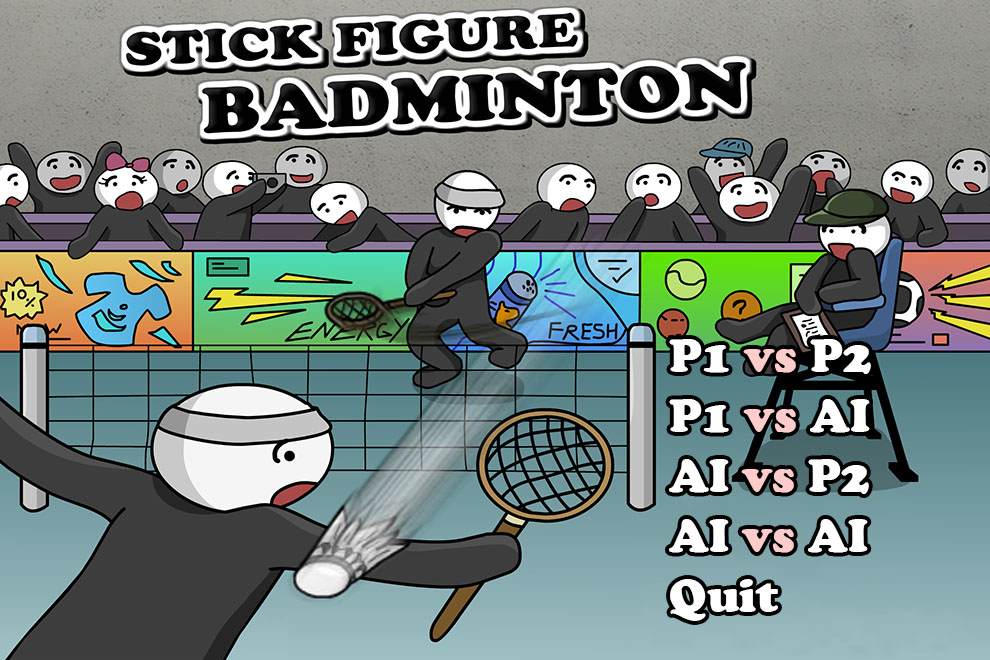 STICK FIGURE
BADMINTON
10%
ENERGY
FRESH
?
P1 vs P2
P1 vs AI
AI vs P2
AI vs AI
Quit